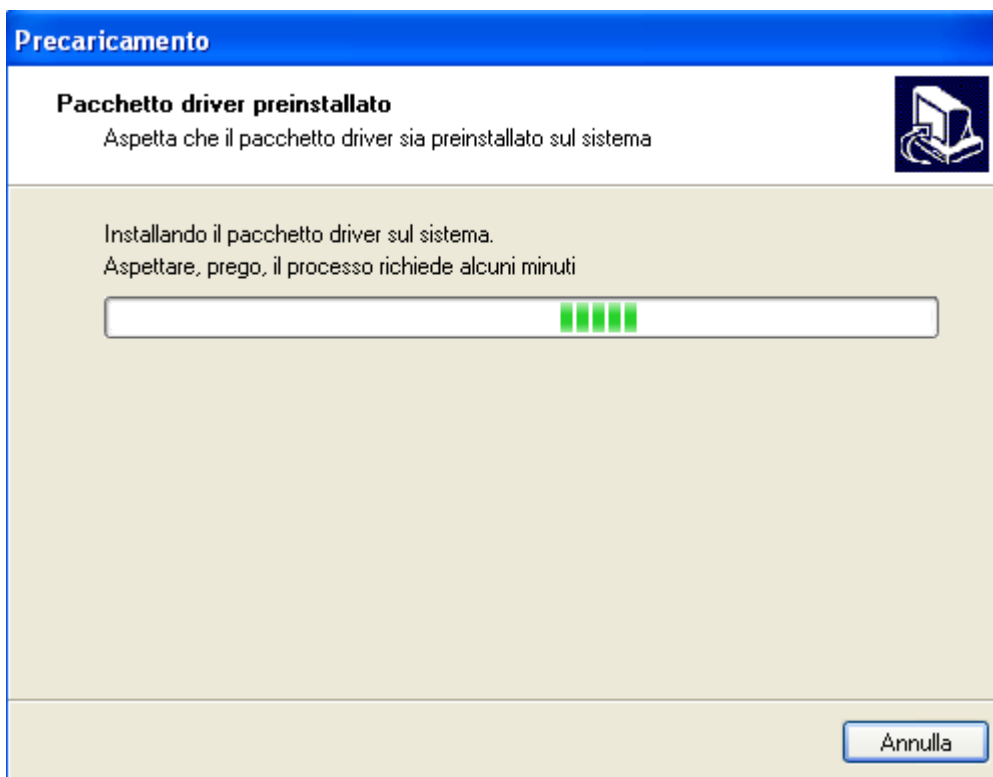 Precaricamento
Pacchetto driver preinstallato
Aspetta che il pacchetto driver sia preinstallato sul sistema
Installando il pacchetto driver sul sistema.
Aspettare, prego, il processo richiede alcuni minuti
Annulla